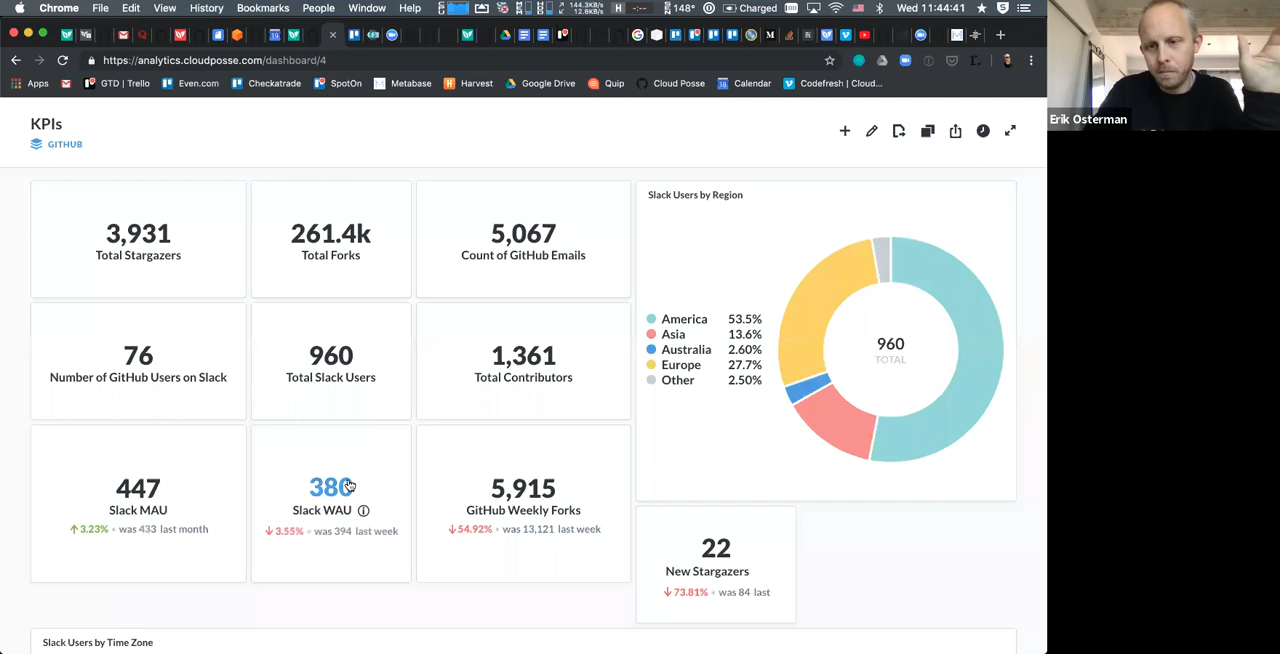 Chrome File Edit View History Bookmarks People Window Help 144.3KB/s 12.6KB/s H -:-- 148° Charged Wed 11:44:41
https://analytics.cloudposse.com/dashboard/4
Apps GTD | Trello Even.com Checkatrade SpotOn Metabase Harvest Google Drive Quip Cloud Posse Calendar Codefresh | Cloud...
Erik Osterman
KPIs
GITHUB
3,931
Total Stargazers
261.4k
Total Forks
5,067
Count of GitHub Emails
76
Number of GitHub Users on Slack
960
Total Slack Users
1,361
Total Contributors
447
Slack MAU
3.23% • was 433 last month
380
Slack WAU
3.55% • was 394 last week
5,915
GitHub Weekly Forks
54.92% • was 13,121 last week
Slack Users by Region
America 53.5%
Asia 13.6%
Australia 2.60%
Europe 27.7%
Other 2.50%
960
TOTAL
22
New Stargazers
73.81% • was 84 last
Slack Users by Time Zone